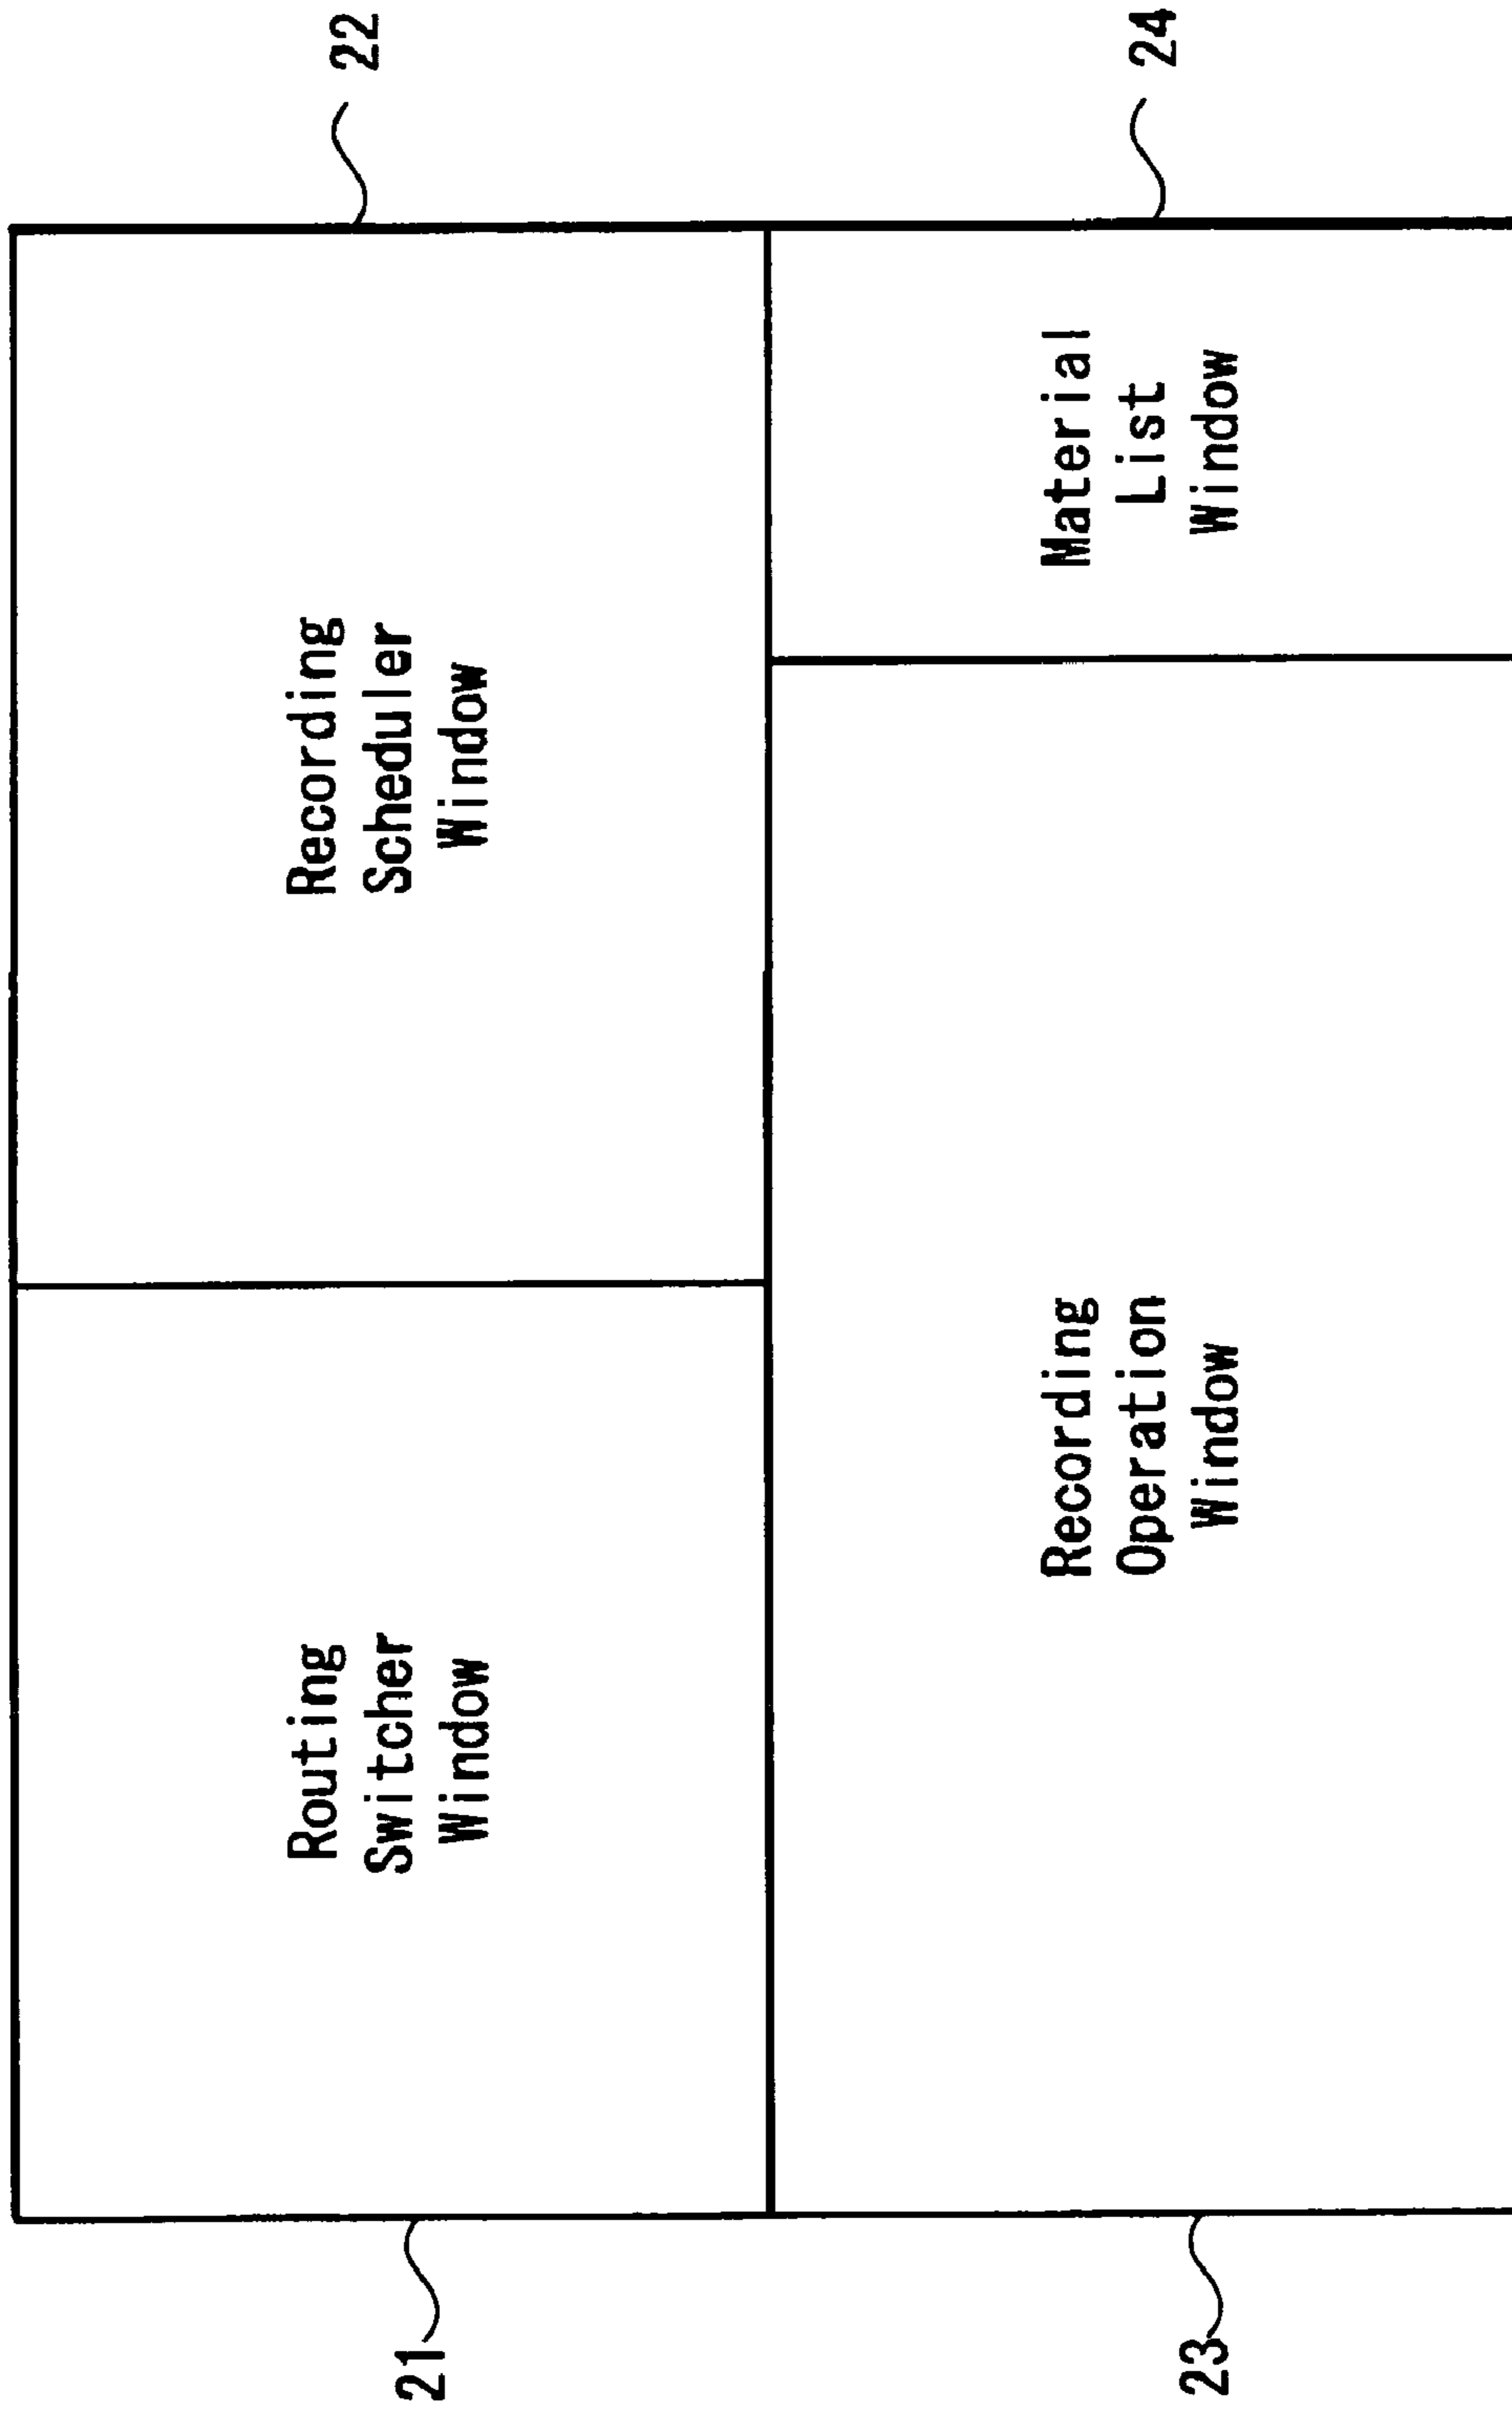 Routing
Switcher
Window
Recording
Scheduler
Window
Recording
Operation
Window
Material
List
Window
21
22
23
24